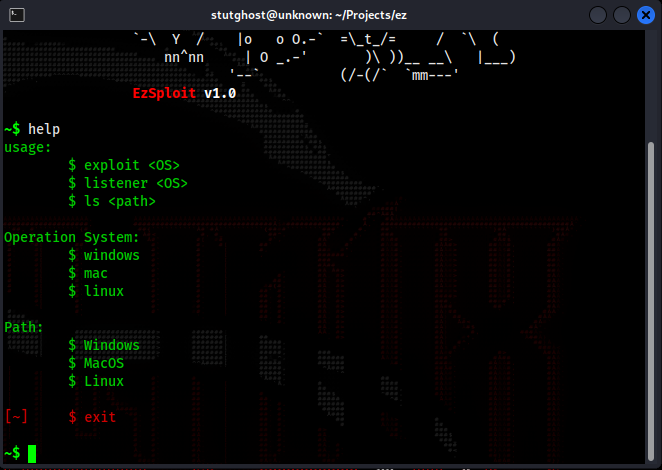 stutghost@unknown: ~/Projects/ez
`-\  Y  /    |o   o O.-`  =\_t_/=     /  `\  (
nn^nn     | O _.-'       )\ ))__ __\   |___)
'--`          (/-(/`  `mm---'
EzSploit v1.0
~$ help
usage:
$ exploit <OS>
$ listener <OS>
$ ls <path>
Operation System:
$ windows
$ mac
$ linux
Path:
$ Windows
$ MacOS
$ Linux
[~]     $ exit
~$